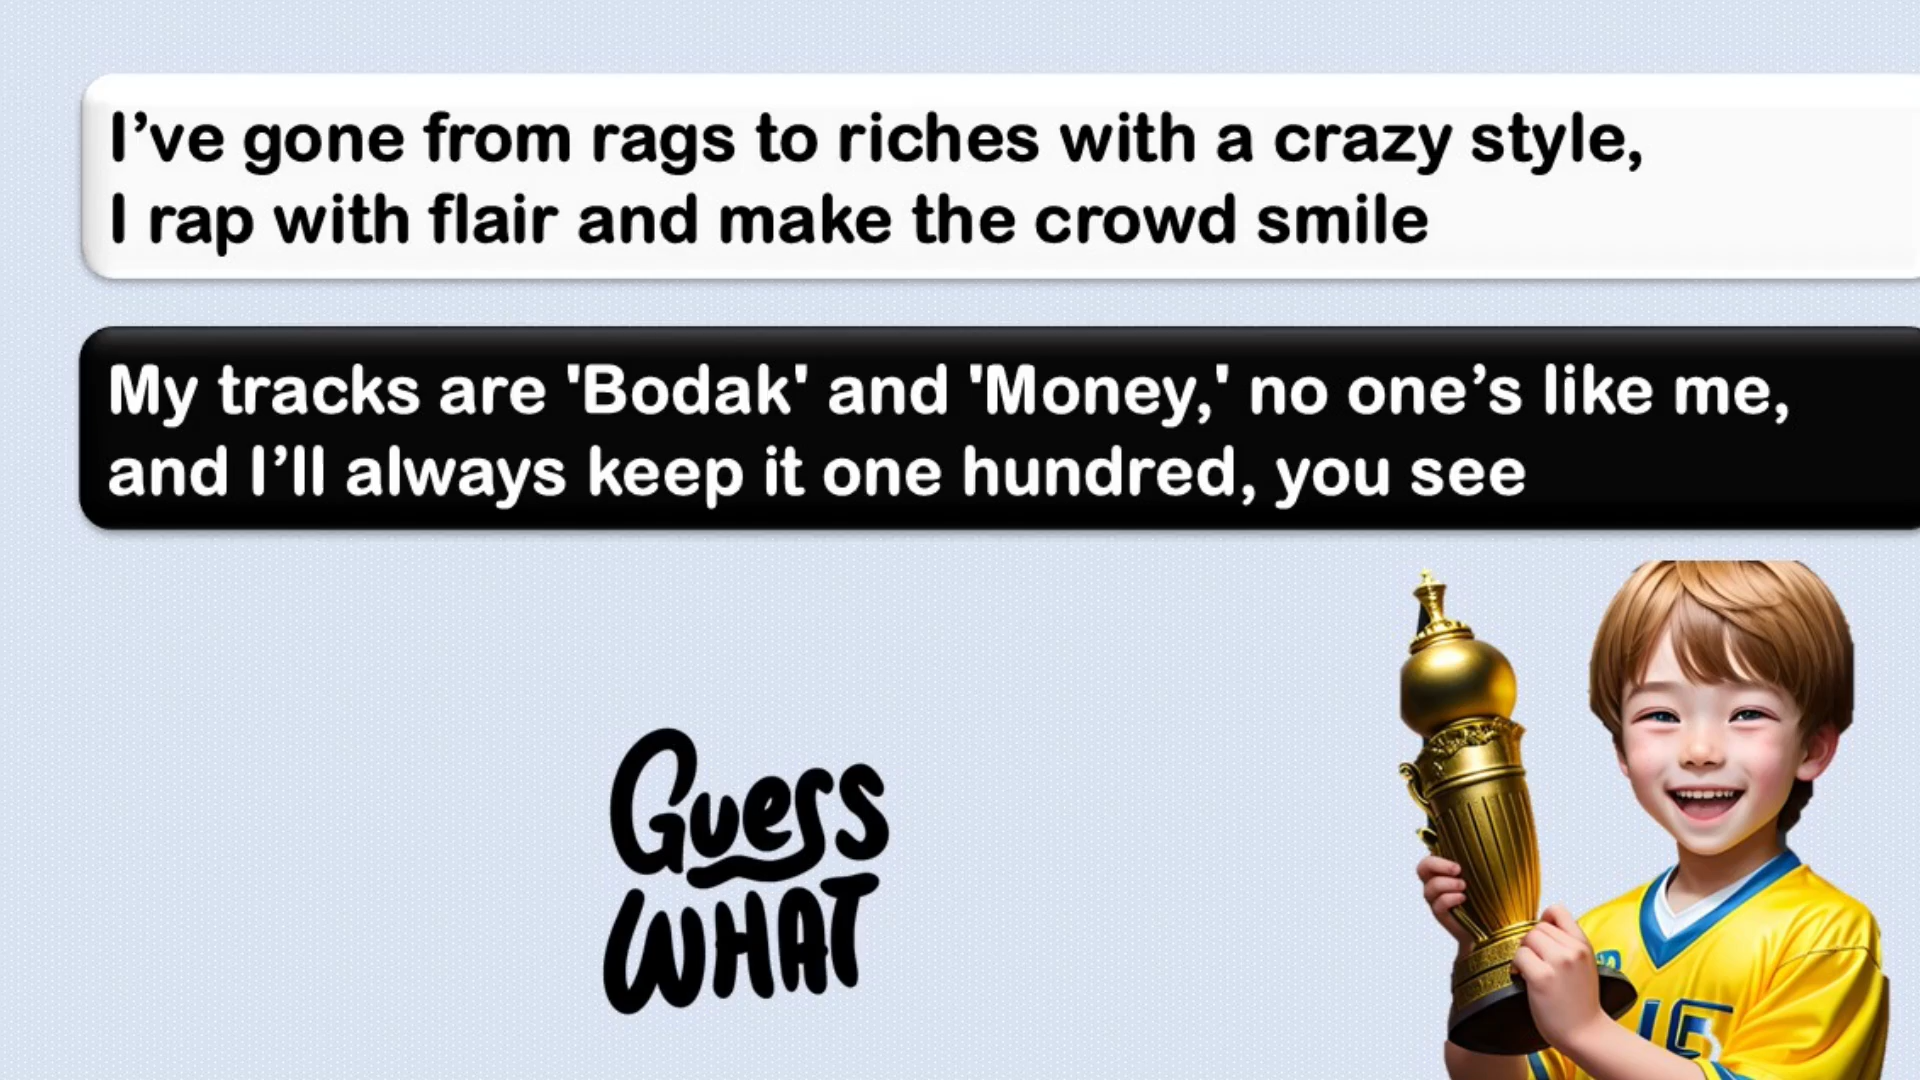 I’ve gone from rags to riches with a crazy style,
I rap with flair and make the crowd smile
My tracks are 'Bodak' and 'Money,' no one’s like me,
and I’ll always keep it one hundred, you see
Guess
WHAT
15